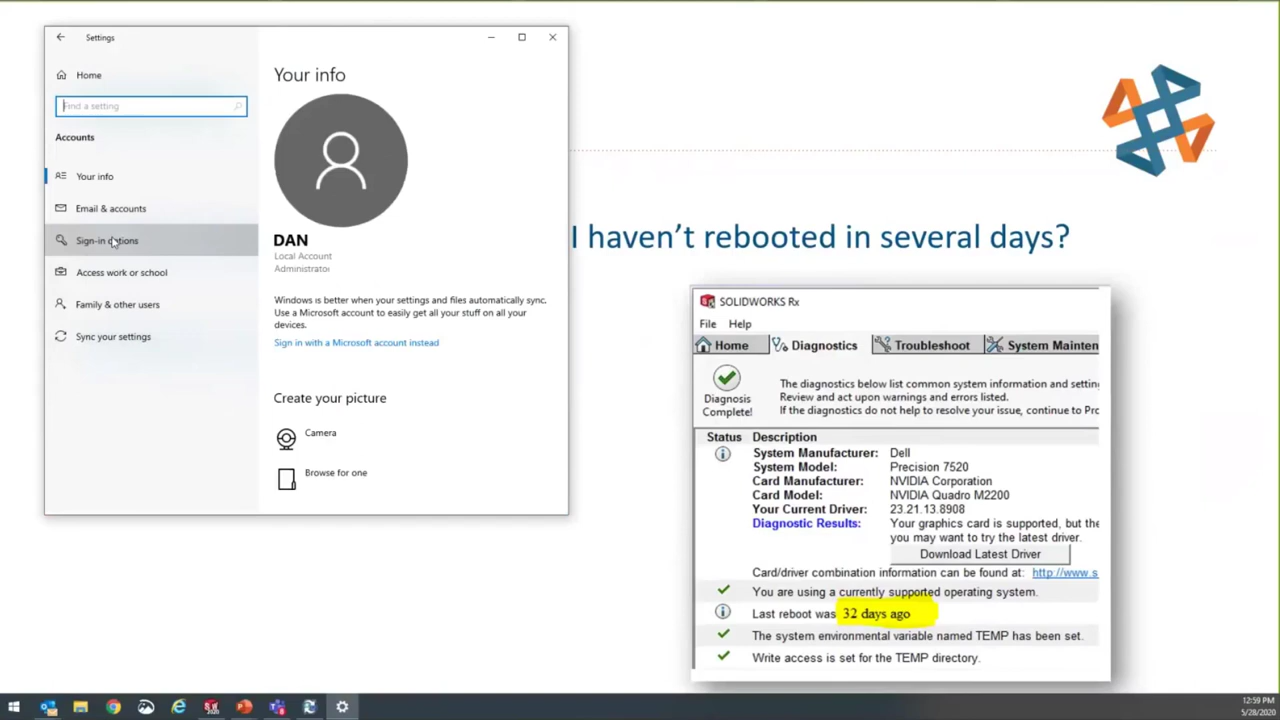 Settings
Home
Find a setting
Accounts
Your info
Email & accounts
Sign-in options
Access work or school
Family & other users
Sync your settings
Your info
DAN
Local Account
Administrator
Windows is better when your settings and files automatically sync.
Use a Microsoft account to easily get all your stuff on all your
devices.
Sign in with a Microsoft account instead
Create your picture
Camera
Browse for one
I haven't rebooted in several days?
SOLIDWORKS Rx
File Help
Home Diagnostics Troubleshoot System Mainten
Diagnosis
Complete!
The diagnostics below list common system information and setting
Review and act upon warnings and errors listed.
If the diagnostics do not help to resolve your issue, continue to Pro
Status Description
System Manufacturer: Dell
System Model: Precision 7520
Card Manufacturer: NVIDIA Corporation
Card Model: NVIDIA Quadro M2200
Your Current Driver: 23.21.13.8908
Diagnostic Results: Your graphics card is supported, but the
you may want to try the latest driver.
Download Latest Driver
Card/driver combination information can be found at: http://www.s
You are using a currently supported operating system.
Last reboot was 32 days ago
The system environmental variable named TEMP has been set.
Write access is set for the TEMP directory.
12:59 PM
5/28/2020